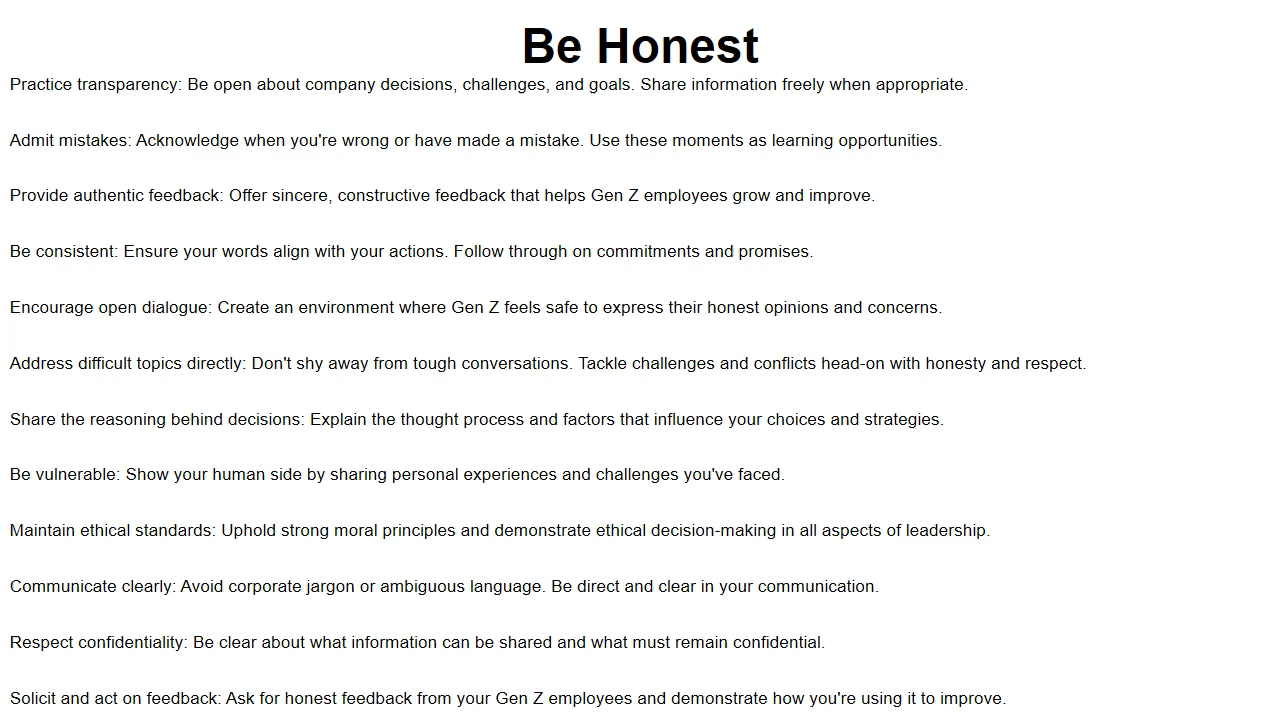 Be Honest
Practice transparency: Be open about company decisions, challenges, and goals. Share information freely when appropriate.
Admit mistakes: Acknowledge when you're wrong or have made a mistake. Use these moments as learning opportunities.
Provide authentic feedback: Offer sincere, constructive feedback that helps Gen Z employees grow and improve.
Be consistent: Ensure your words align with your actions. Follow through on commitments and promises.
Encourage open dialogue: Create an environment where Gen Z feels safe to express their honest opinions and concerns.
Address difficult topics directly: Don't shy away from tough conversations. Tackle challenges and conflicts head-on with honesty and respect.
Share the reasoning behind decisions: Explain the thought process and factors that influence your choices and strategies.
Be vulnerable: Show your human side by sharing personal experiences and challenges you've faced.
Maintain ethical standards: Uphold strong moral principles and demonstrate ethical decision-making in all aspects of leadership.
Communicate clearly: Avoid corporate jargon or ambiguous language. Be direct and clear in your communication.
Respect confidentiality: Be clear about what information can be shared and what must remain confidential.
Solicit and act on feedback: Ask for honest feedback from your Gen Z employees and demonstrate how you're using it to improve.